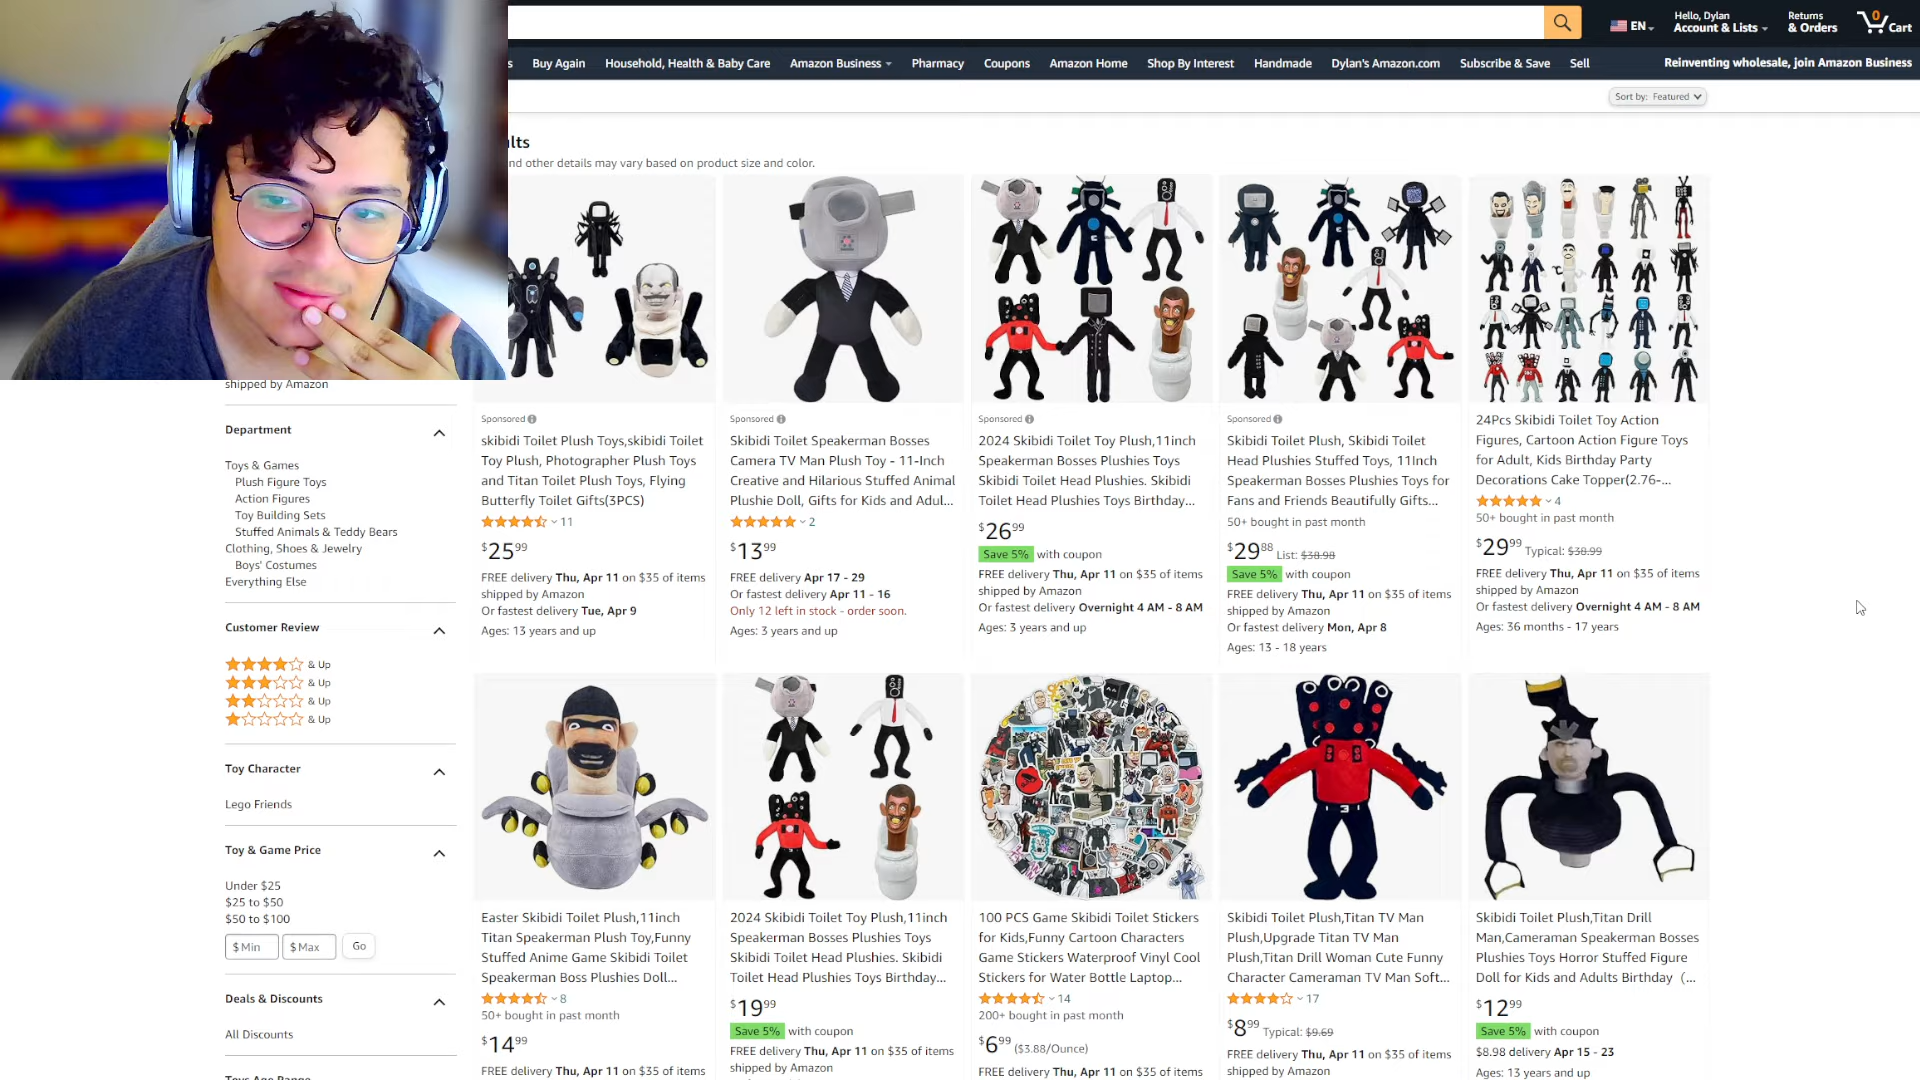 EN
Hello, Dylan
Account & Lists
Returns
& Orders
0
Cart
s
Buy Again
Household, Health & Baby Care
Amazon Business
Pharmacy
Coupons
Amazon Home
Shop By Interest
Handmade
Dylan's Amazon.com
Subscribe & Save
Sell
Reinventing wholesale, join Amazon Business
Sort by: Featured
ults
nd other details may vary based on product size and color.
shipped by Amazon
Department
Toys & Games
Plush Figure Toys
Action Figures
Toy Building Sets
Stuffed Animals & Teddy Bears
Clothing, Shoes & Jewelry
Boys' Costumes
Everything Else
Customer Review
& Up
& Up
& Up
& Up
Toy Character
Lego Friends
Toy & Game Price
Under $25
$25 to $50
$50 to $100
$ Min
$ Max
Go
Deals & Discounts
All Discounts
Toys Age Range
Sponsored
skibidi Toilet Plush Toys,skibidi Toilet
Toy Plush, Photographer Plush Toys
and Titan Toilet Plush Toys, Flying
Butterfly Toilet Gifts(3PCS)
11
$25 99
FREE delivery Thu, Apr 11 on $35 of items
shipped by Amazon
Or fastest delivery Tue, Apr 9
Ages: 13 years and up
Sponsored
Skibidi Toilet Speakerman Bosses
Camera TV Man Plush Toy - 11-Inch
Creative and Hilarious Stuffed Animal
Plushie Doll, Gifts for Kids and Adul...
2
$13 99
FREE delivery Apr 17 - 29
Or fastest delivery Apr 11 - 16
Only 12 left in stock - order soon.
Ages: 3 years and up
Sponsored
2024 Skibidi Toilet Toy Plush,11inch
Speakerman Bosses Plushies Toys
Skibidi Toilet Head Plushies. Skibidi
Toilet Head Plushies Toys Birthday...
$26 99
Save 5% with coupon
FREE delivery Thu, Apr 11 on $35 of items
shipped by Amazon
Or fastest delivery Overnight 4 AM - 8 AM
Ages: 3 years and up
Sponsored
Skibidi Toilet Plush, Skibidi Toilet
Head Plushies Stuffed Toys, 11Inch
Speakerman Bosses Plushies Toys for
Fans and Friends Beautifully Gifts...
50+ bought in past month
$29 88 List: $38.98
Save 5% with coupon
FREE delivery Thu, Apr 11 on $35 of items
shipped by Amazon
Or fastest delivery Mon, Apr 8
Ages: 13 - 18 years
24Pcs Skibidi Toilet Toy Action
Figures, Cartoon Action Figure Toys
for Adult, Kids Birthday Party
Decorations Cake Topper(2.76-...
4
50+ bought in past month
$29 99 Typical: $38.99
FREE delivery Thu, Apr 11 on $35 of items
shipped by Amazon
Or fastest delivery Overnight 4 AM - 8 AM
Ages: 36 months - 17 years
Easter Skibidi Toilet Plush,11inch
Titan Speakerman Plush Toy,Funny
Stuffed Anime Game Skibidi Toilet
Speakerman Boss Plushies Doll...
8
50+ bought in past month
$14 99
FREE delivery Thu, Apr 11 on $35 of items
2024 Skibidi Toilet Toy Plush,11inch
Speakerman Bosses Plushies Toys
Skibidi Toilet Head Plushies. Skibidi
Toilet Head Plushies Toys Birthday...
$19 99
Save 5% with coupon
FREE delivery Thu, Apr 11 on $35 of items
shipped by Amazon
100 PCS Game Skibidi Toilet Stickers
for Kids,Funny Cartoon Characters
Game Stickers Waterproof Vinyl Cool
Stickers for Water Bottle Laptop...
14
200+ bought in past month
$6 99 ($3.88/Ounce)
FREE delivery Thu, Apr 11 on $35 of items
3
Skibidi Toilet Plush,Titan TV Man
Plush,Upgrade Titan TV Man
Plush,Titan Drill Woman Cute Funny
Character Cameraman TV Man Soft...
17
$8 99 Typical: $9.69
FREE delivery Thu, Apr 11 on $35 of items
shipped by Amazon
Skibidi Toilet Plush,Titan Drill
Man,Cameraman Speakerman Bosses
Plushies Toys Horror Stuffed Figure
Doll for Kids and Adults Birthday（...
$12 99
Save 5% with coupon
$8.98 delivery Apr 15 - 23
Ages: 13 years and up